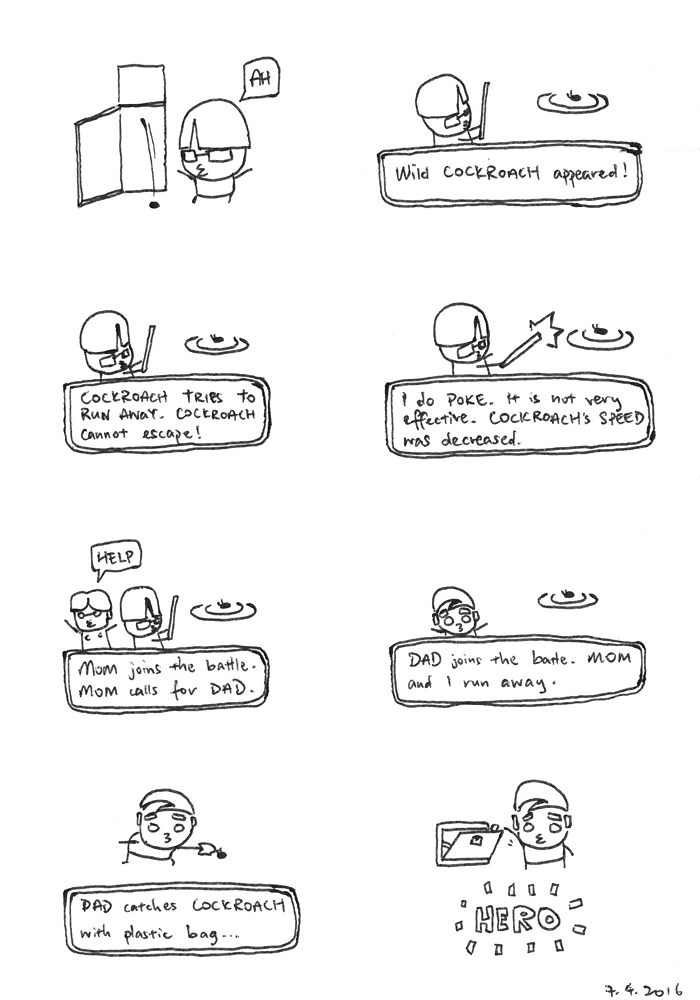 AH
Wild COCKROACH appeared!
COCKROACH TRIES to
RUN AWAY. COCKROACH
cannot escape!
I do POKE. It is not very
effective. COCKROACH'S SPEED
was decreased.
HELP
Mom joins the battle.
MOM calls for DAD.
DAD joins the battle. MOM
and I run away.
DAD catches COCKROACH
with plastic bag...
HERO
7.4.2016